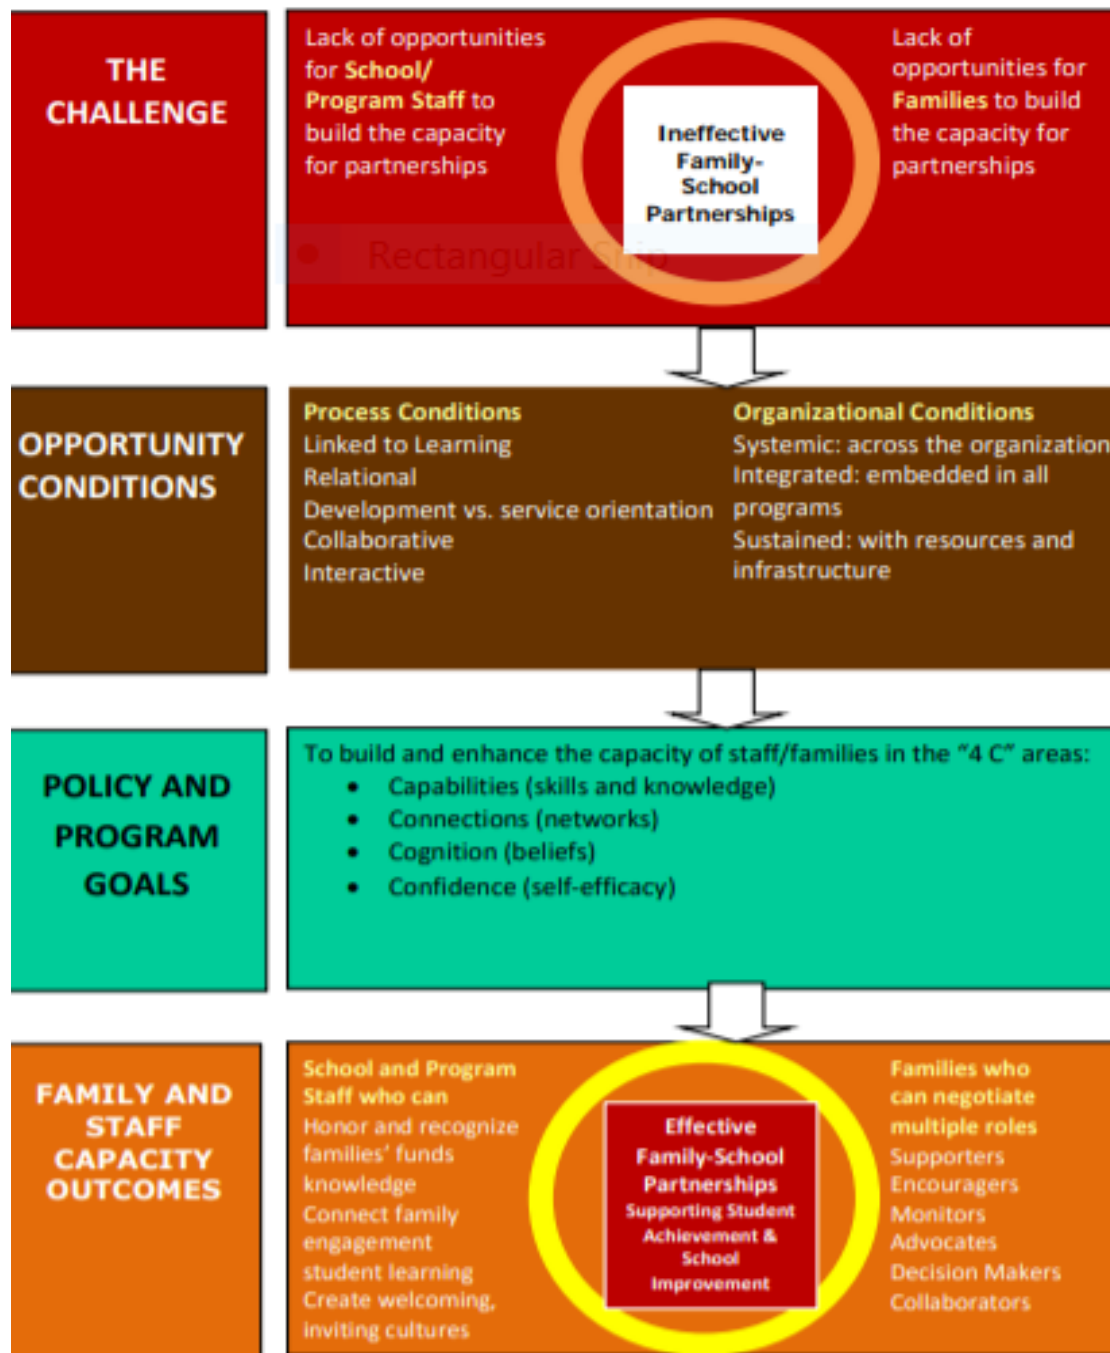 THE
CHALLENGE
Lack of opportunities
for School/
Program Staff to
build the capacity
for partnerships
Ineffective
Family-
School
Partnerships
Lack of
opportunities for
Families to build
the capacity for
partnerships
Rectangular Snip
OPPORTUNITY
CONDITIONS
Process Conditions
Linked to Learning
Relational
Development vs. service orientation
Collaborative
Interactive
Organizational Conditions
Systemic: across the organization
Integrated: embedded in all
programs
Sustained: with resources and
infrastructure
POLICY AND
PROGRAM
GOALS
To build and enhance the capacity of staff/families in the "4 C" areas:
• Capabilities (skills and knowledge)
• Connections (networks)
• Cognition (beliefs)
• Confidence (self-efficacy)
FAMILY AND
STAFF
CAPACITY
OUTCOMES
School and Program
Staff who can
Honor and recognize
families' funds
knowledge
Connect family
engagement
student learning
Create welcoming,
inviting cultures
Effective
Family-School
Partnerships
Supporting Student
Achievement &
School
Improvement
Families who
can negotiate
multiple roles
Supporters
Encouragers
Monitors
Advocates
Decision Makers
Collaborators